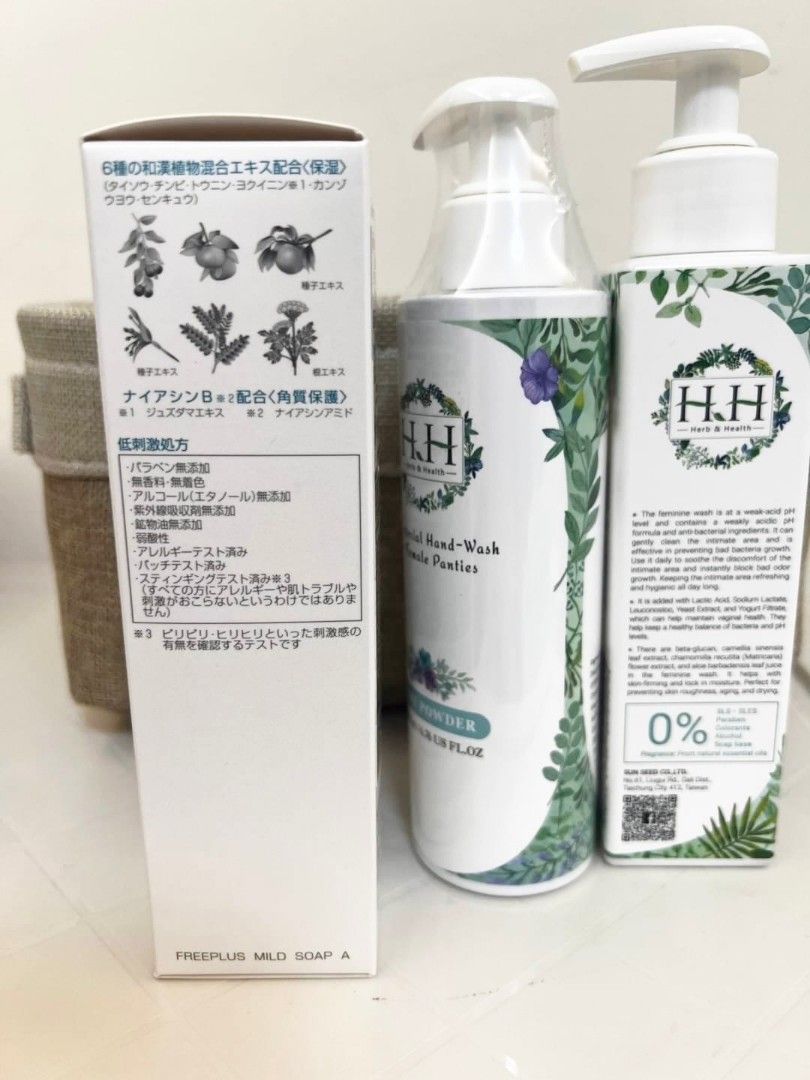 6種の和漢植物混合エキス配合〈保湿〉
(タイソウ・チンピ・トウニン・ヨクイニン※1・カンゾ
ウヨウ・センキュウ)
種子エキス
種子エキス
根エキス
ナイアシンB※2配合〈角質保護〉
※1 ジュズダマエキス ※2 ナイアシンアミド
低刺激処方
・パラベン無添加
・無香料・無着色
・アルコール(エタノール)無添加
・紫外線吸収剤無添加
・鉱物油無添加
・弱酸性
・アレルギーテスト済み
・パッチテスト済み
・スティンギングテスト済み※3
(すべての方にアレルギーや肌トラブルや
刺激がおこらないというわけではありま
せん)
※3 ピリピリ・ヒリヒリといった刺激感の
有無を確認するテストです
FREEPLUS MILD SOAP A
H&H
Herb & Health
Hand-Wash
Panties
POWDER
US FL.OZ
H&H
Herb & Health
The feminine wash is at a weak-acid pH
level and contains a weakly acidic pH
formula and anti-bacterial ingredients. It can
gently clean the intimate area and is
effective in preventing bad bacteria growth.
Use it daily to soothe the discomfort of the
intimate area and instantly block bad odor
growth. Keeping the intimate area refreshing
and hygienic all day long.
It is added with Lactic Acid, Sodium Lactate,
Leuconostoc, Yeast Extract, and Yogurt Filtrate,
which can help maintain vaginal health. They
help keep a healthy balance of bacteria and pH
levels.
There are beta-glucan, camellia sinensis
leaf extract, chamomilla recutita (Matricaria)
flower extract, and aloe barbadensis leaf juice
in the feminine wash. It helps with
skin-firming and lock in moisture. Perfect for
preventing skin roughness, aging, and drying.
0%
SLS、SLES
Paraben
Colorants
Alcohol
Soap base
Fragrance: From natural essential oils
SUN SEED CO.,LTD.
Taichung City 412, Taiwan